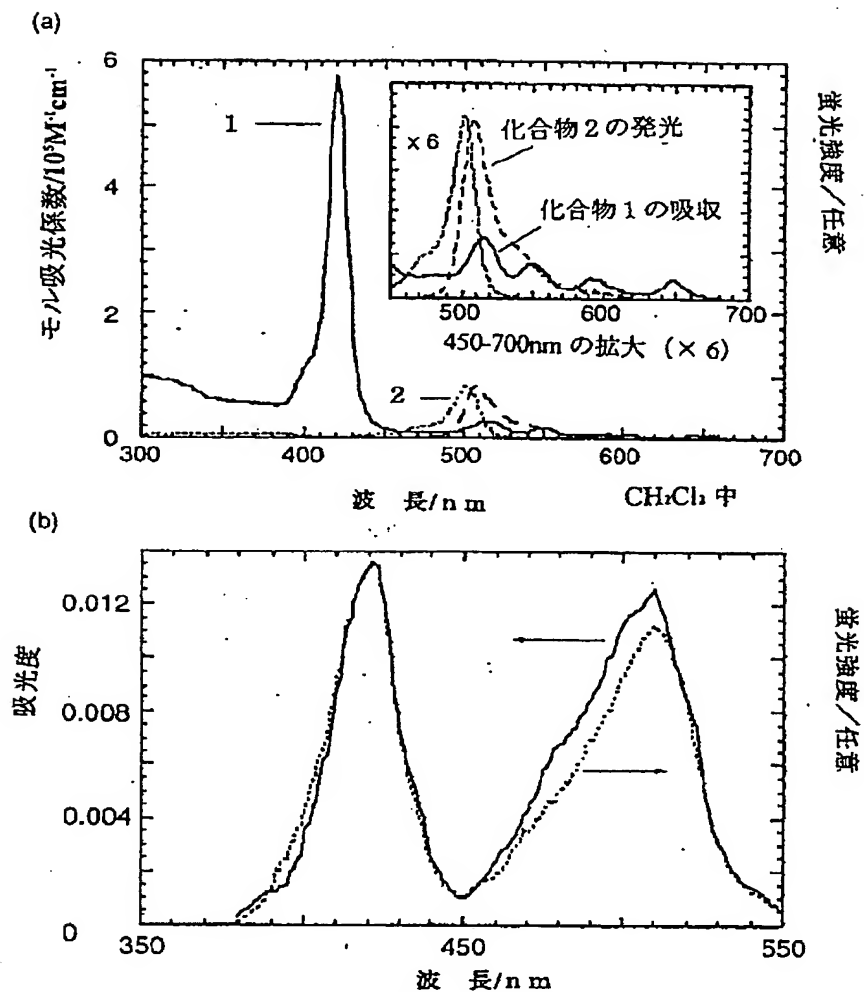 (a)
モル吸光係数/10⁵M⁻¹cm⁻¹
6
4
2
0
1
2
×6
化合物2の発光
化合物1の吸収
500
600
700
450-700nm の拡大 (×6)
300
400
500
600
700
波 長/nm
CH₂Cl₂ 中
蛍光強度/任意
(b)
吸光度
0.012
0.008
0.004
0
350
450
550
波 長/nm
蛍光強度/任意